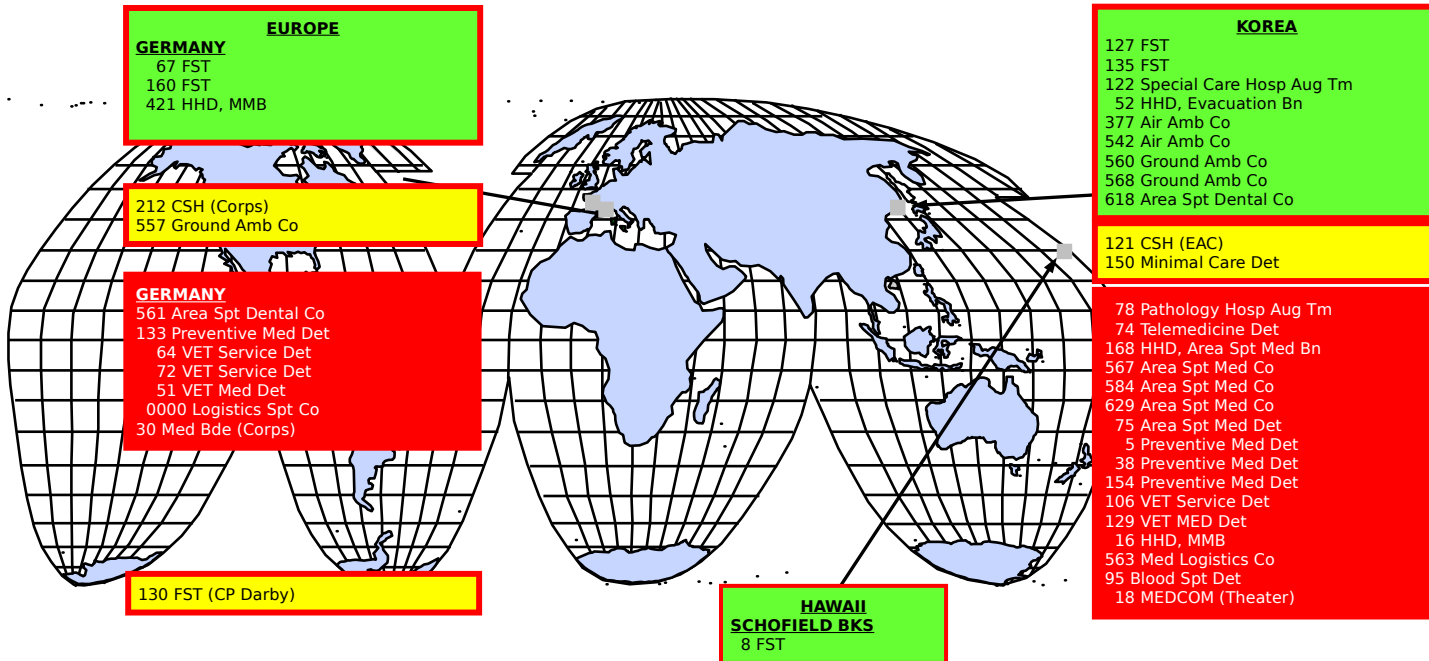 EUROPE
GERMANY
67 FST
160 FST
421 HHD, MMB
212 CSH (Corps)
557 Ground Amb Co
GERMANY
561 Area Spt Dental Co
133 Preventive Med Det
64 VET Service Det
72 VET Service Det
51 VET Med Det
0000 Logistics Spt Co
30 Med Bde (Corps)
130 FST (CP Darby)
HAWAII
SCHOFIELD BKS
8 FST
KOREA
127 FST
135 FST
122 Special Care Hosp Aug Tm
52 HHD, Evacuation Bn
377 Air Amb Co
542 Air Amb Co
560 Ground Amb Co
568 Ground Amb Co
618 Area Spt Dental Co
121 CSH (EAC)
150 Minimal Care Det
78 Pathology Hosp Aug Tm
74 Telemedicine Det
168 HHD, Area Spt Med Bn
567 Area Spt Med Co
584 Area Spt Med Co
629 Area Spt Med Co
75 Area Spt Med Det
5 Preventive Med Det
38 Preventive Med Det
154 Preventive Med Det
106 VET Service Det
129 VET MED Det
16 HHD, MMB
563 Med Logistics Co
95 Blood Spt Det
18 MEDCOM (Theater)